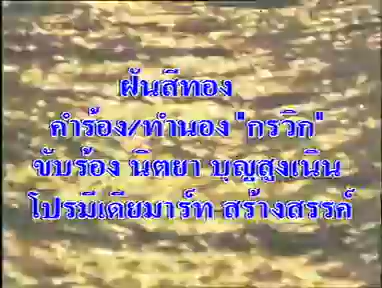 ฝันสีทอง
คำร้อง/ทำนอง "กรวิก"
ขับร้อง นิตยา บุญสูงเนิน
โปรมีเดียมาร์ท สร้างสรรค์